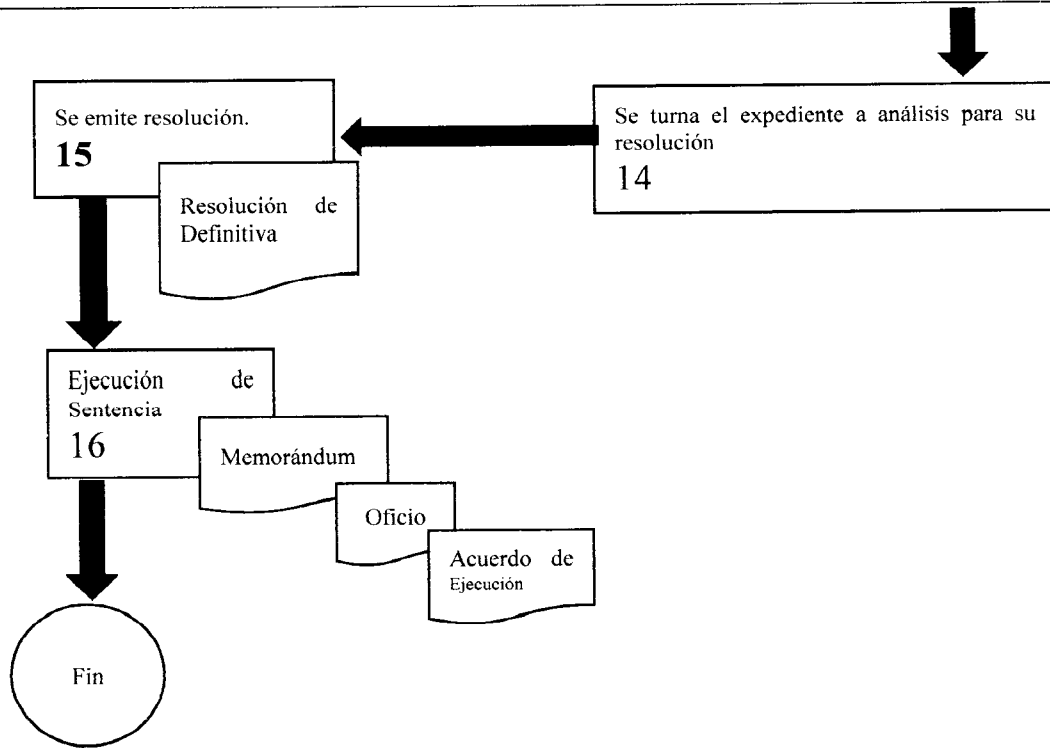 Se turna el expediente a análisis para su
resolución
14
Se emite resolución.
15
Resolución de
Definitiva
Ejecución de
Sentencia
16
Memorándum
Oficio
Acuerdo de
Ejecución
Fin